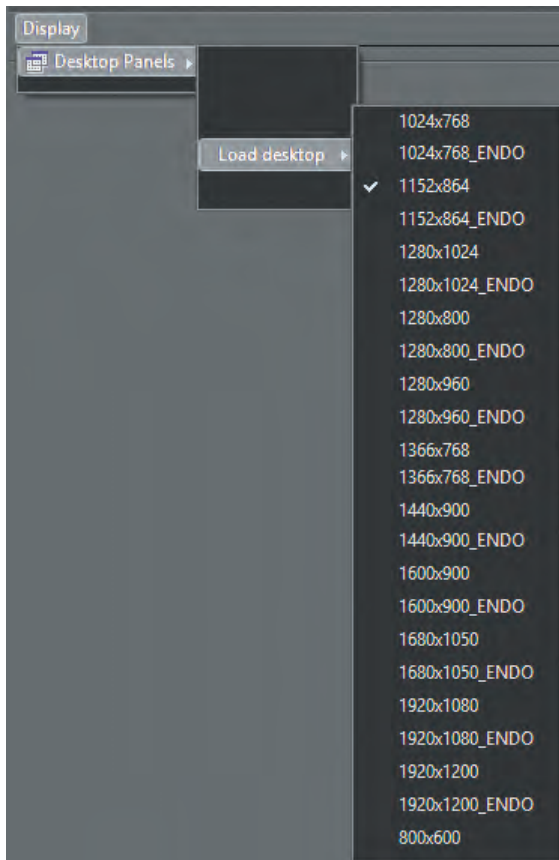 Display
Desktop Panels
Load desktop
1024x768
1024x768_ENDO
1152x864
1152x864_ENDO
1280x1024
1280x1024_ENDO
1280x800
1280x800_ENDO
1280x960
1280x960_ENDO
1366x768
1366x768_ENDO
1440x900
1440x900_ENDO
1600x900
1600x900_ENDO
1680x1050
1680x1050_ENDO
1920x1080
1920x1080_ENDO
1920x1200
1920x1200_ENDO
800x600